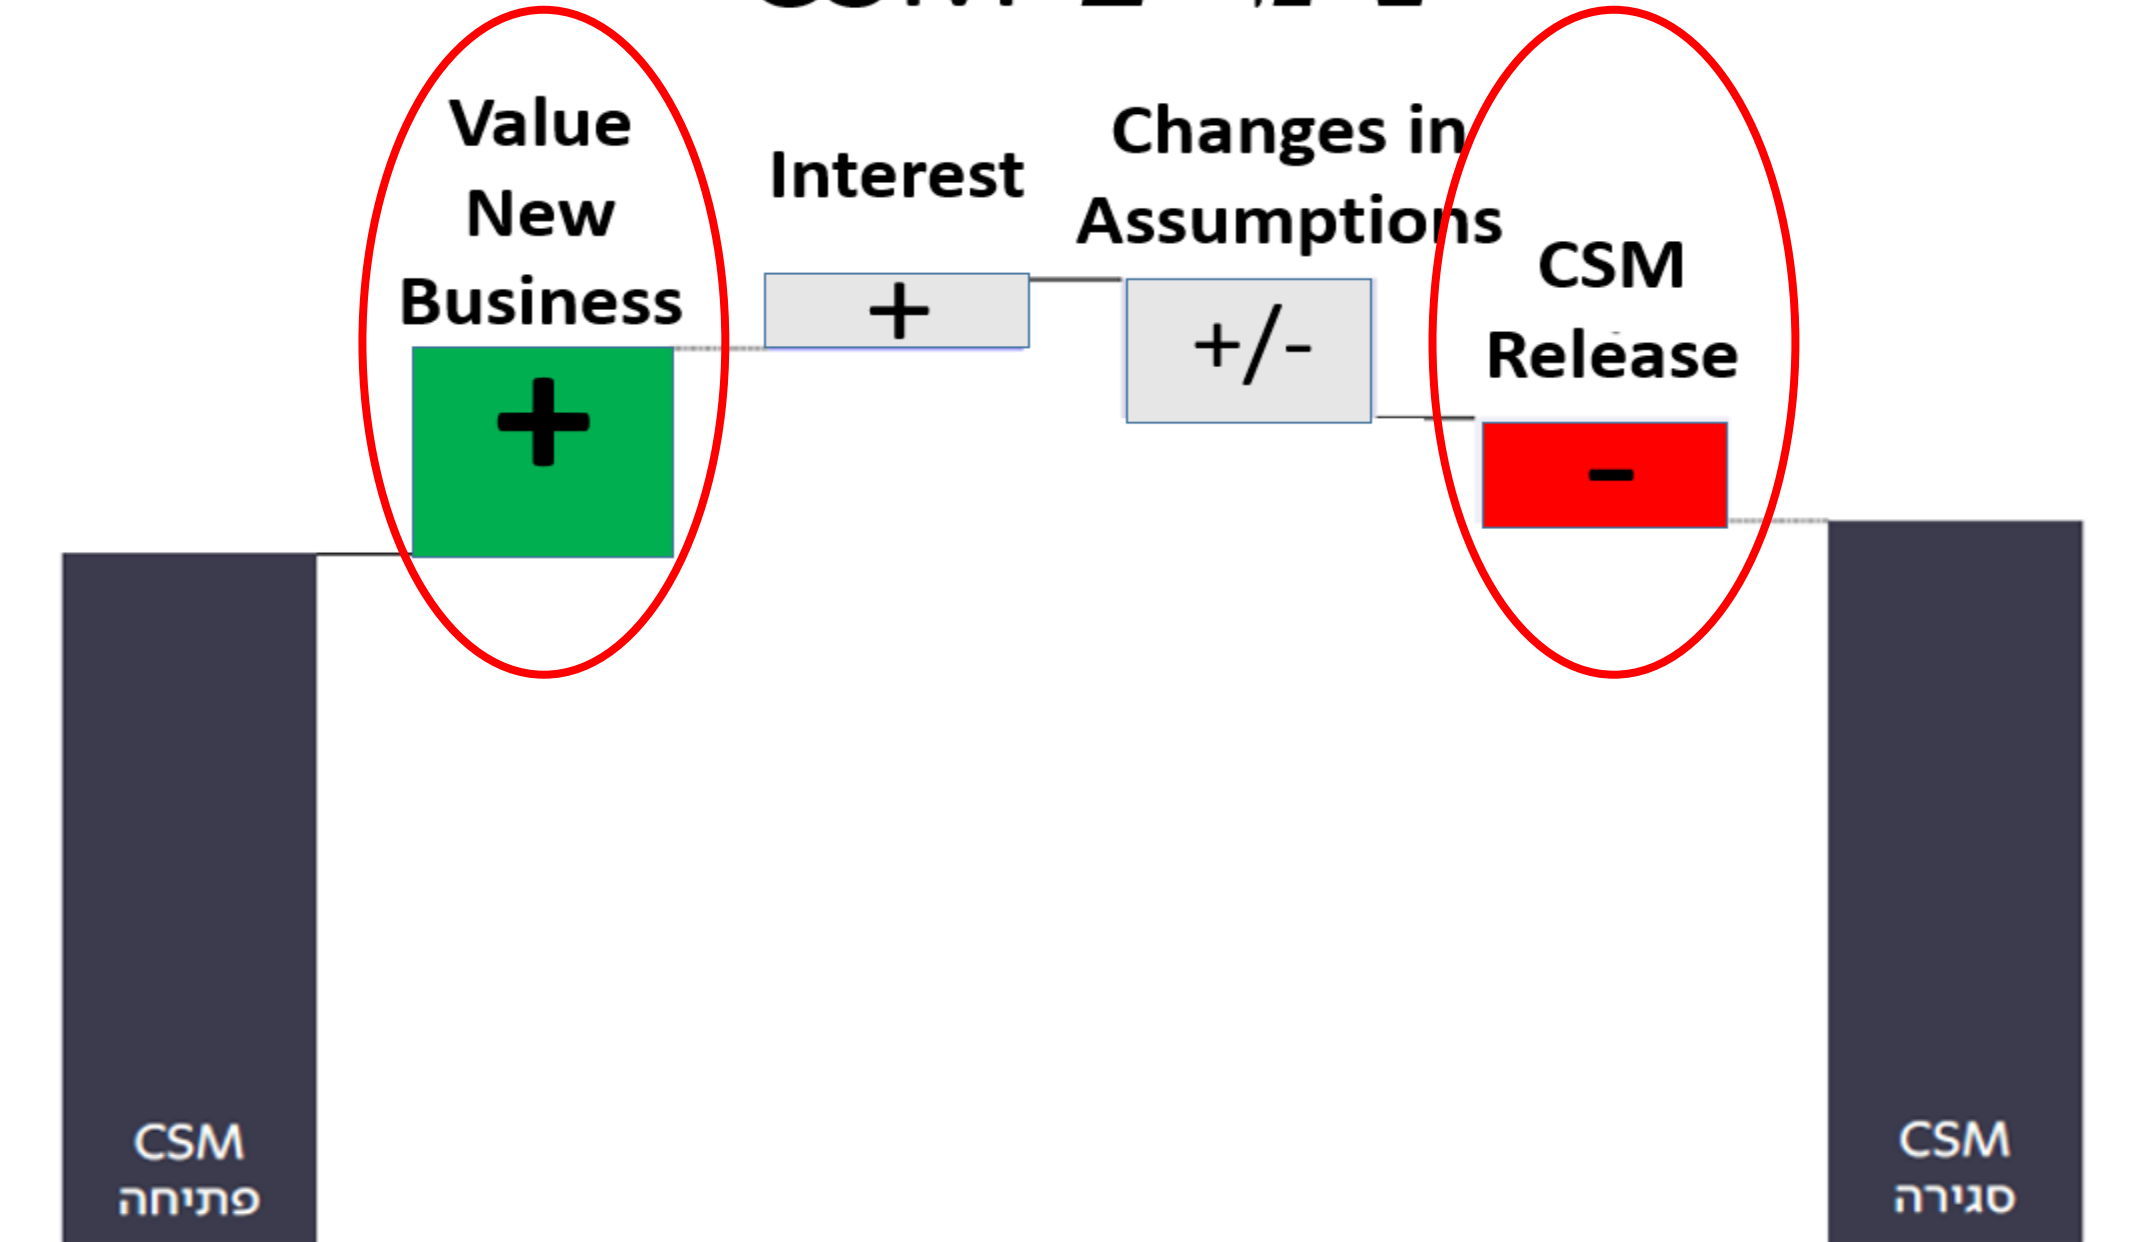 Value
New
Business
+
Interest
+
Changes in
Assumptions
+/-
CSM
Release
-
CSM
פתיחה
CSM
סגירה